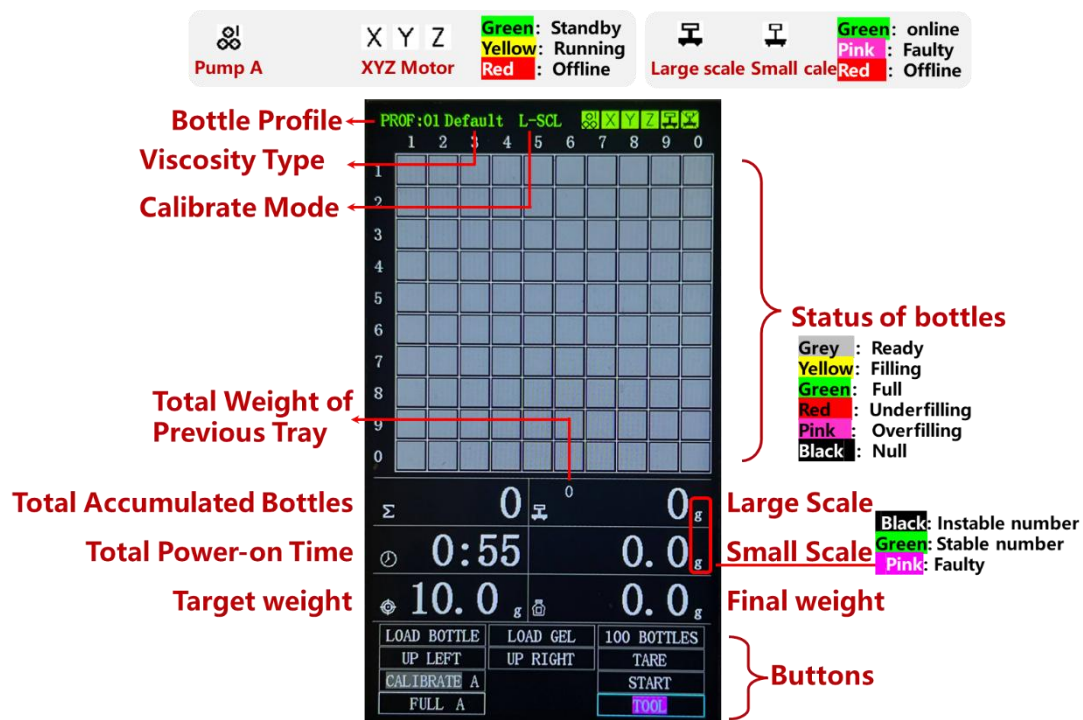 X Y Z
Green: Standby
Yellow: Running
Red : Offline
Pump A
XYZ Motor
Green: online
Pink : Faulty
Red : Offline
Large scale Small cale
Bottle Profile
Viscosity Type
Calibrate Mode
PROF:01 Default L-SCL X Y Z
1 2 3 4 5 6 7 8 9 0
1
2
3
4
5
6
7
8
9
0
Status of bottles
Grey : Ready
Yellow: Filling
Green: Full
Red : Underfilling
Pink : Overfilling
Black : Null
Total Weight of
Previous Tray
Total Accumulated Bottles
Σ 0 0 0 g
Large Scale
Total Power-on Time
0:55 0.0 g
Small Scale
Black: Instable number
Green: Stable number
Pink: Faulty
Target weight
10.0 g 0.0 g
Final weight
LOAD BOTTLE LOAD GEL 100 BOTTLES
UP LEFT UP RIGHT TARE
CALIBRATE A START
FULL A TOOL
Buttons